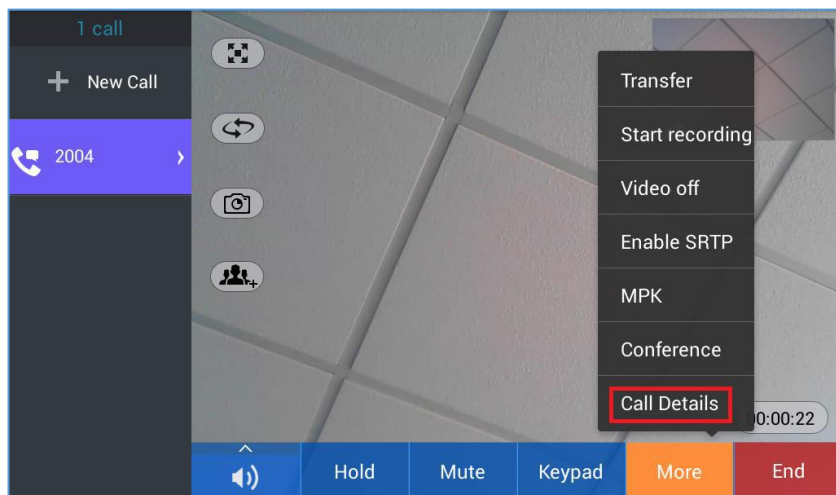 1 call
New Call
2004
Transfer
Start recording
Video off
Enable SRTP
MPK
Conference
Call Details
00:00:22
Hold
Mute
Keypad
More
End